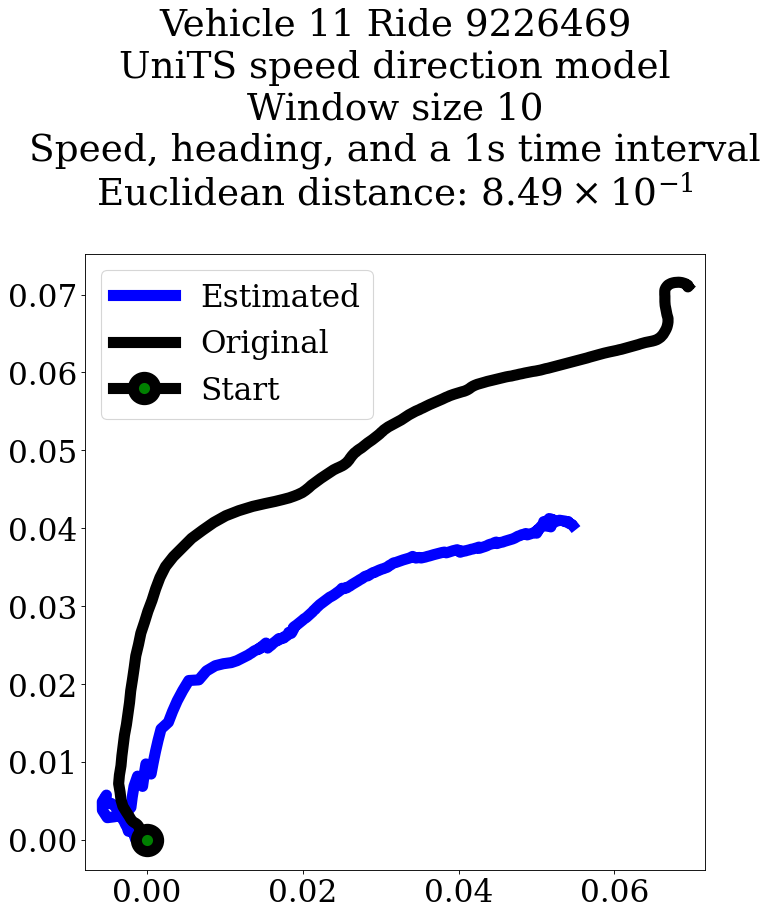 Vehicle 11 Ride 9226469
UniTS speed direction model
Window size 10
Speed, heading, and a 1s time interval
Euclidean distance: 8.49 × 10⁻¹
Estimated
Original
Start
0.07
0.06
0.05
0.04
0.03
0.02
0.01
0.00
0.00 0.02 0.04 0.06